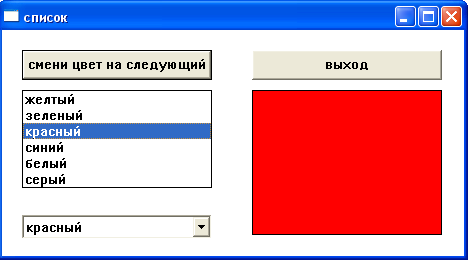 список
смени цвет на следующий
выход
желтый
зеленый
красный
синий
белый
серый
красный